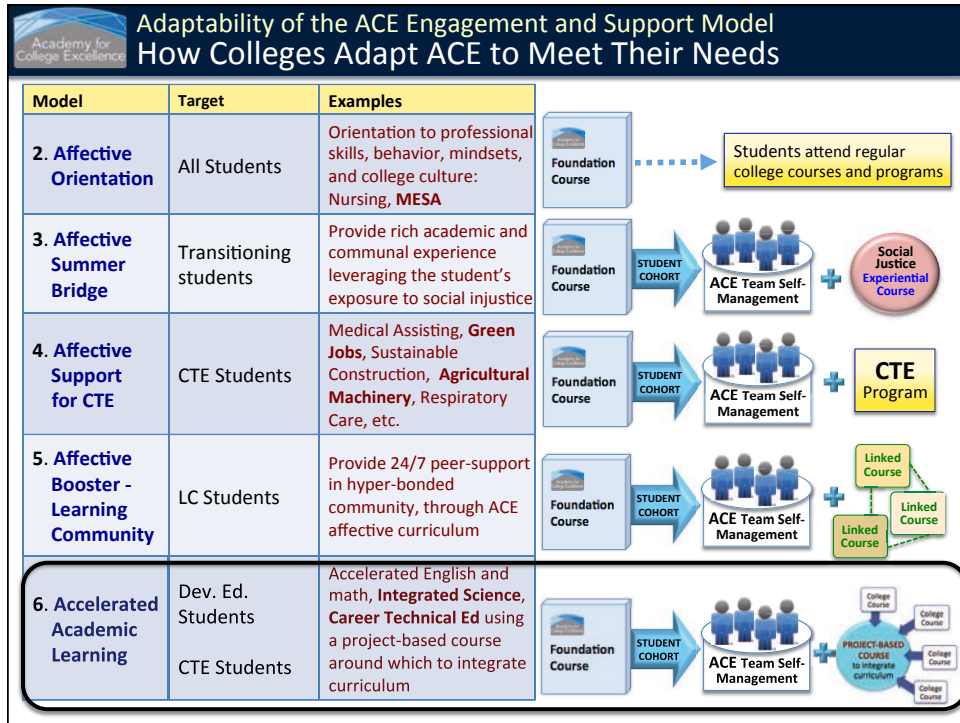 Academy for
College Excellence
Adaptability of the ACE Engagement and Support Model
How Colleges Adapt ACE to Meet Their Needs
Model
Target
Examples
2. Affective
Orientation
All Students
Orientation to professional
skills, behavior, mindsets,
and college culture:
Nursing, MESA
Foundation
Course
Students attend regular
college courses and programs
3. Affective
Summer
Bridge
Transitioning
students
Provide rich academic and
communal experience
leveraging the student's
exposure to social injustice
Foundation
Course
STUDENT
COHORT
ACE Team Self-
Management
Social
Justice
Experiential
Course
4. Affective
Support
for CTE
CTE Students
Medical Assisting, Green
Jobs, Sustainable
Construction, Agricultural
Machinery, Respiratory
Care, etc.
Foundation
Course
STUDENT
COHORT
ACE Team Self-
Management
CTE
Program
5. Affective
Booster -
Learning
Community
LC Students
Provide 24/7 peer-support
in hyper-bonded
community, through ACE
affective curriculum
Foundation
Course
STUDENT
COHORT
ACE Team Self-
Management
Linked
Course
Linked
Course
Linked
Course
6. Accelerated
Academic
Learning
Dev. Ed.
Students
CTE Students
Accelerated English and
math, Integrated Science,
Career Technical Ed using
a project-based course
around which to integrate
curriculum
Foundation
Course
STUDENT
COHORT
ACE Team Self-
Management
PROJECT-BASED
COURSE
to integrate
curriculum
College
Course
College
Course
College
Course
College
Course
College
Course